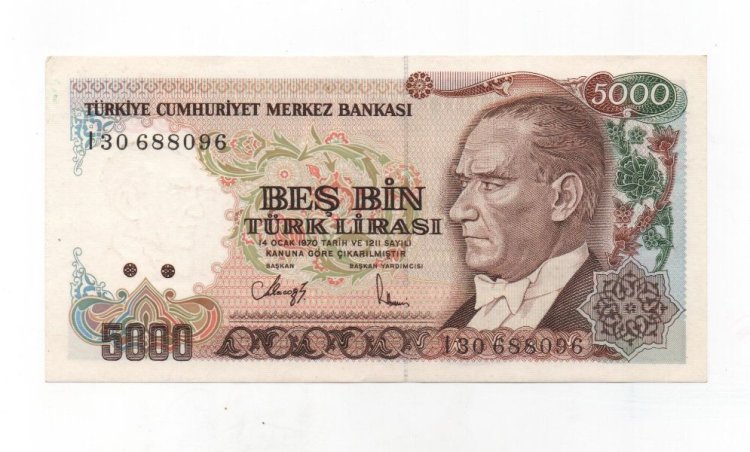 5000
TÜRKİYE CUMHURİYET MERKEZ BANKASI
I30 688096
BEŞ BİN
TÜRK LİRASI
14 OCAK 1970 TARİH VE 1211 SAYILI
KANUNA GÖRE ÇIKARILMIŞTIR
BAŞKAN BAŞKAN YARDIMCISI
5000
I30 688096